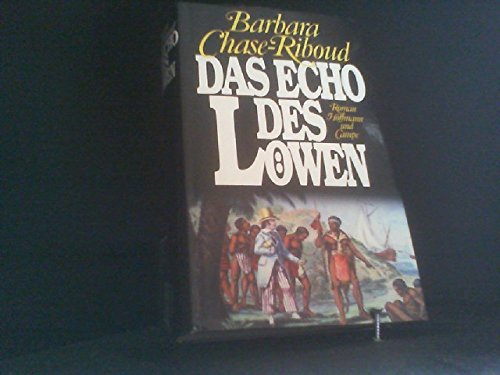 Barbara
Chase-Riboud
DAS ECHO
DES
LÖWEN
Roman
Hoffmann
und
Campe